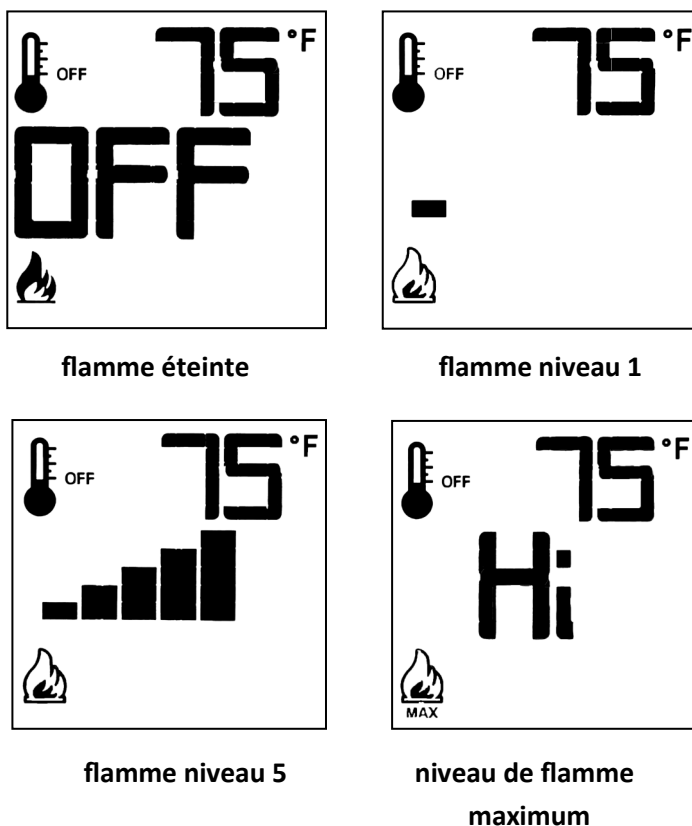 75 °F
OFF
OFF
flamme éteinte
75 °F
OFF
flamme niveau 1
75 °F
OFF
flamme niveau 5
75 °F
OFF
Hi
MAX
niveau de flamme
maximum